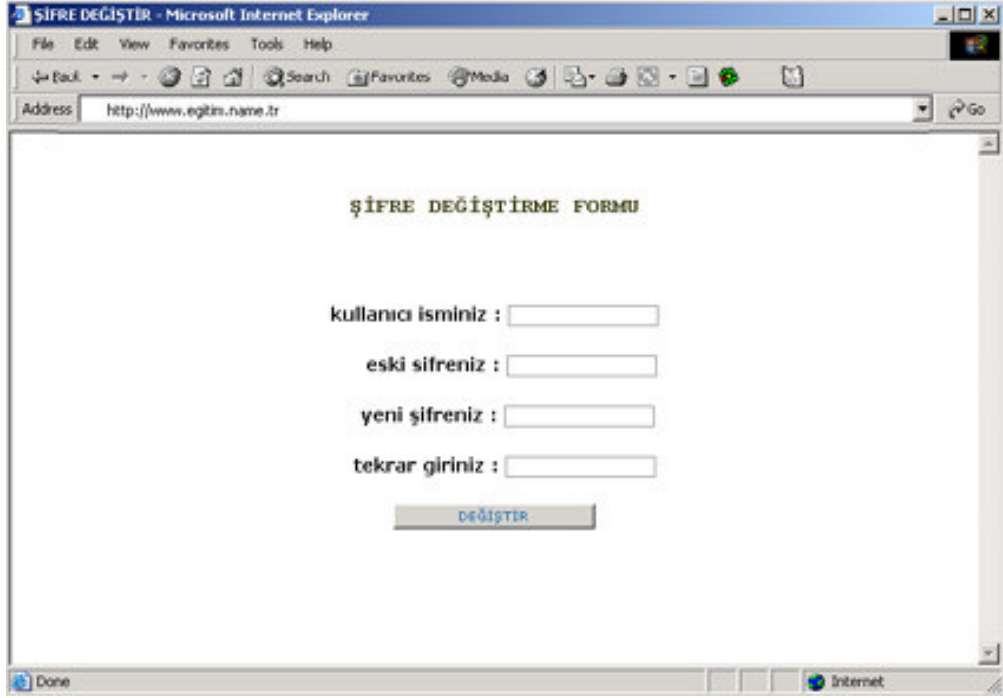 ŞİFRE DEĞİŞTİR - Microsoft Internet Explorer
File Edit View Favorites Tools Help
Back Search Favorites Media
Address http://www.egitim.name.tr Go
ŞİFRE DEĞİŞTİRME FORMU
kullanıcı isminiz :
eski sifreniz :
yeni şifreniz :
tekrar giriniz :
DEĞİŞTİR
Done Internet